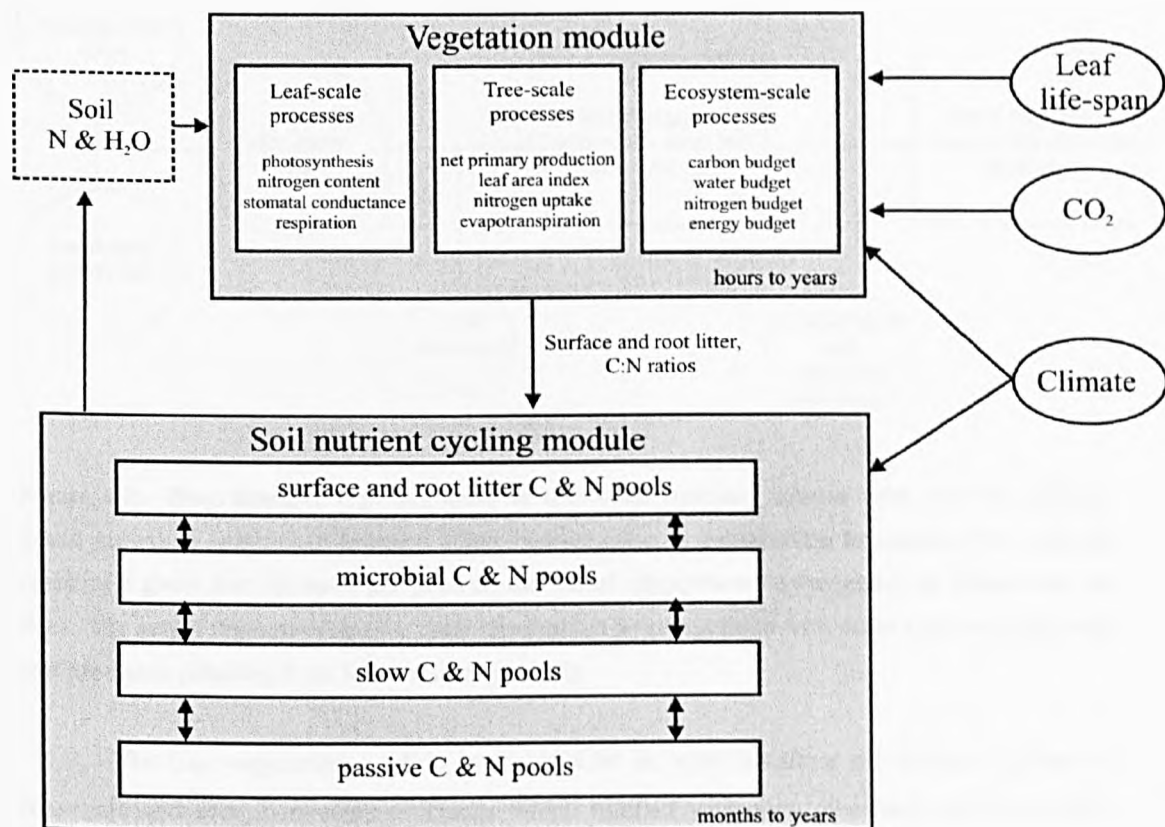 Vegetation module
Soil
N & H₂O
Leaf-scale
processes
photosynthesis
nitrogen content
stomatal conductance
respiration
Tree-scale
processes
net primary production
leaf area index
nitrogen uptake
evapotranspiration
Ecosystem-scale
processes
carbon budget
water budget
nitrogen budget
energy budget
hours to years
Leaf
life-span
CO₂
Climate
Surface and root litter,
C:N ratios
Soil nutrient cycling module
surface and root litter C & N pools
microbial C & N pools
slow C & N pools
passive C & N pools
months to years